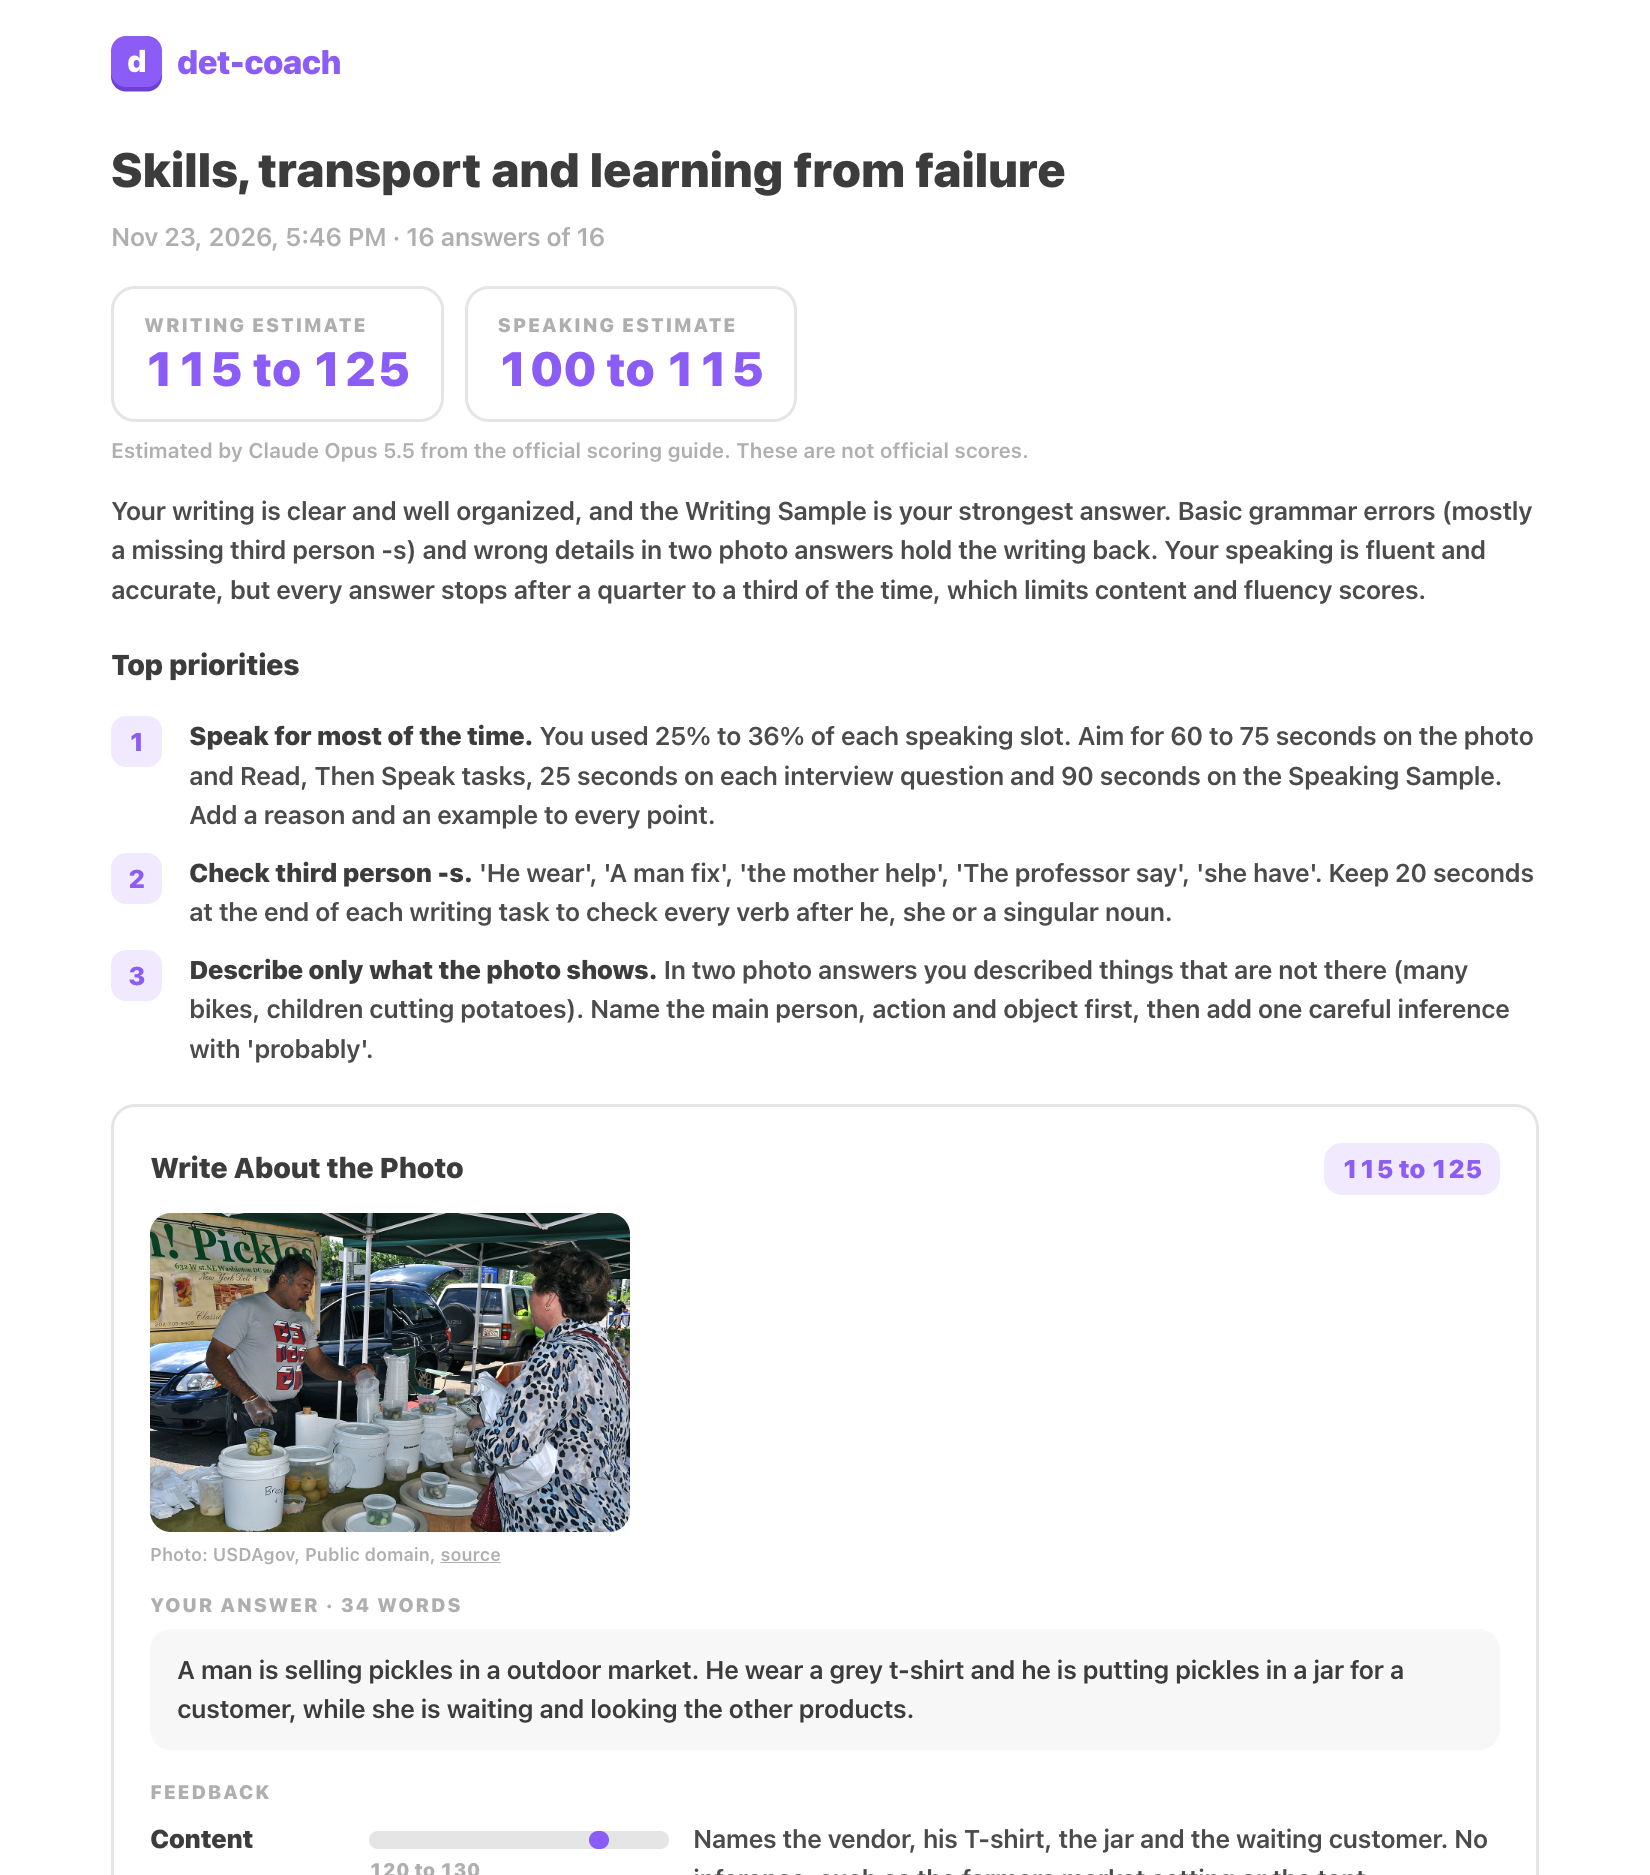 d det-coach
Skills, transport and learning from failure
Nov 23, 2026, 5:46 PM · 16 answers of 16
WRITING ESTIMATE
115 to 125
SPEAKING ESTIMATE
100 to 115
Estimated by Claude Opus 5.5 from the official scoring guide. These are not official scores.
Your writing is clear and well organized, and the Writing Sample is your strongest answer. Basic grammar errors (mostly
a missing third person -s) and wrong details in two photo answers hold the writing back. Your speaking is fluent and
accurate, but every answer stops after a quarter to a third of the time, which limits content and fluency scores.
Top priorities
1 Speak for most of the time. You used 25% to 36% of each speaking slot. Aim for 60 to 75 seconds on the photo
and Read, Then Speak tasks, 25 seconds on each interview question and 90 seconds on the Speaking Sample.
Add a reason and an example to every point.
2 Check third person -s. 'He wear', 'A man fix', 'the mother help', 'The professor say', 'she have'. Keep 20 seconds
at the end of each writing task to check every verb after he, she or a singular noun.
3 Describe only what the photo shows. In two photo answers you described things that are not there (many
bikes, children cutting potatoes). Name the main person, action and object first, then add one careful inference
with 'probably'.
Write About the Photo
115 to 125
! Pickles
Photo: USDAgov, Public domain, source
YOUR ANSWER · 34 WORDS
A man is selling pickles in a outdoor market. He wear a grey t-shirt and he is putting pickles in a jar for a
customer, while she is waiting and looking the other products.
FEEDBACK
Content
120 to 130
Names the vendor, his T-shirt, the jar and the waiting customer. No
inference, such as the farmers market setting or the tent.